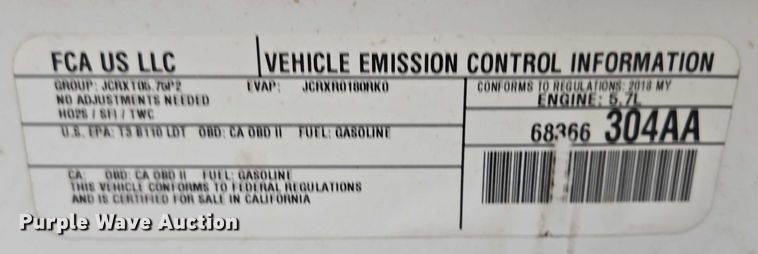 FCA US LLC
VEHICLE EMISSION CONTROL INFORMATION
GROUP: JCRXT05.75P2 EVAP: JCRXR0180RK0
NO ADJUSTMENTS NEEDED
HO2S / SFI / TWC
CONFORMS TO REGULATIONS: 2018 MY
ENGINE: 5.7L
U.S. EPA: T3 B110 LDT OBD: CA OBD II FUEL: GASOLINE
68366 304AA
CA: OBD: CA OBD II FUEL: GASOLINE
THIS VEHICLE CONFORMS TO FEDERAL REGULATIONS
AND IS CERTIFIED FOR SALE IN CALIFORNIA
Purple Wave Auction